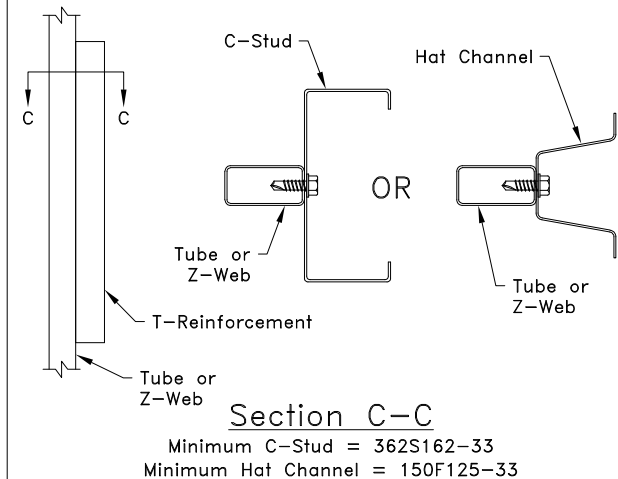 C-Stud
Hat Channel
C
C
OR
Tube or
Z-Web
Tube or
Z-Web
T-Reinforcement
Tube or
Z-Web
Section C-C
Minimum C-Stud = 362S162-33
Minimum Hat Channel = 150F125-33